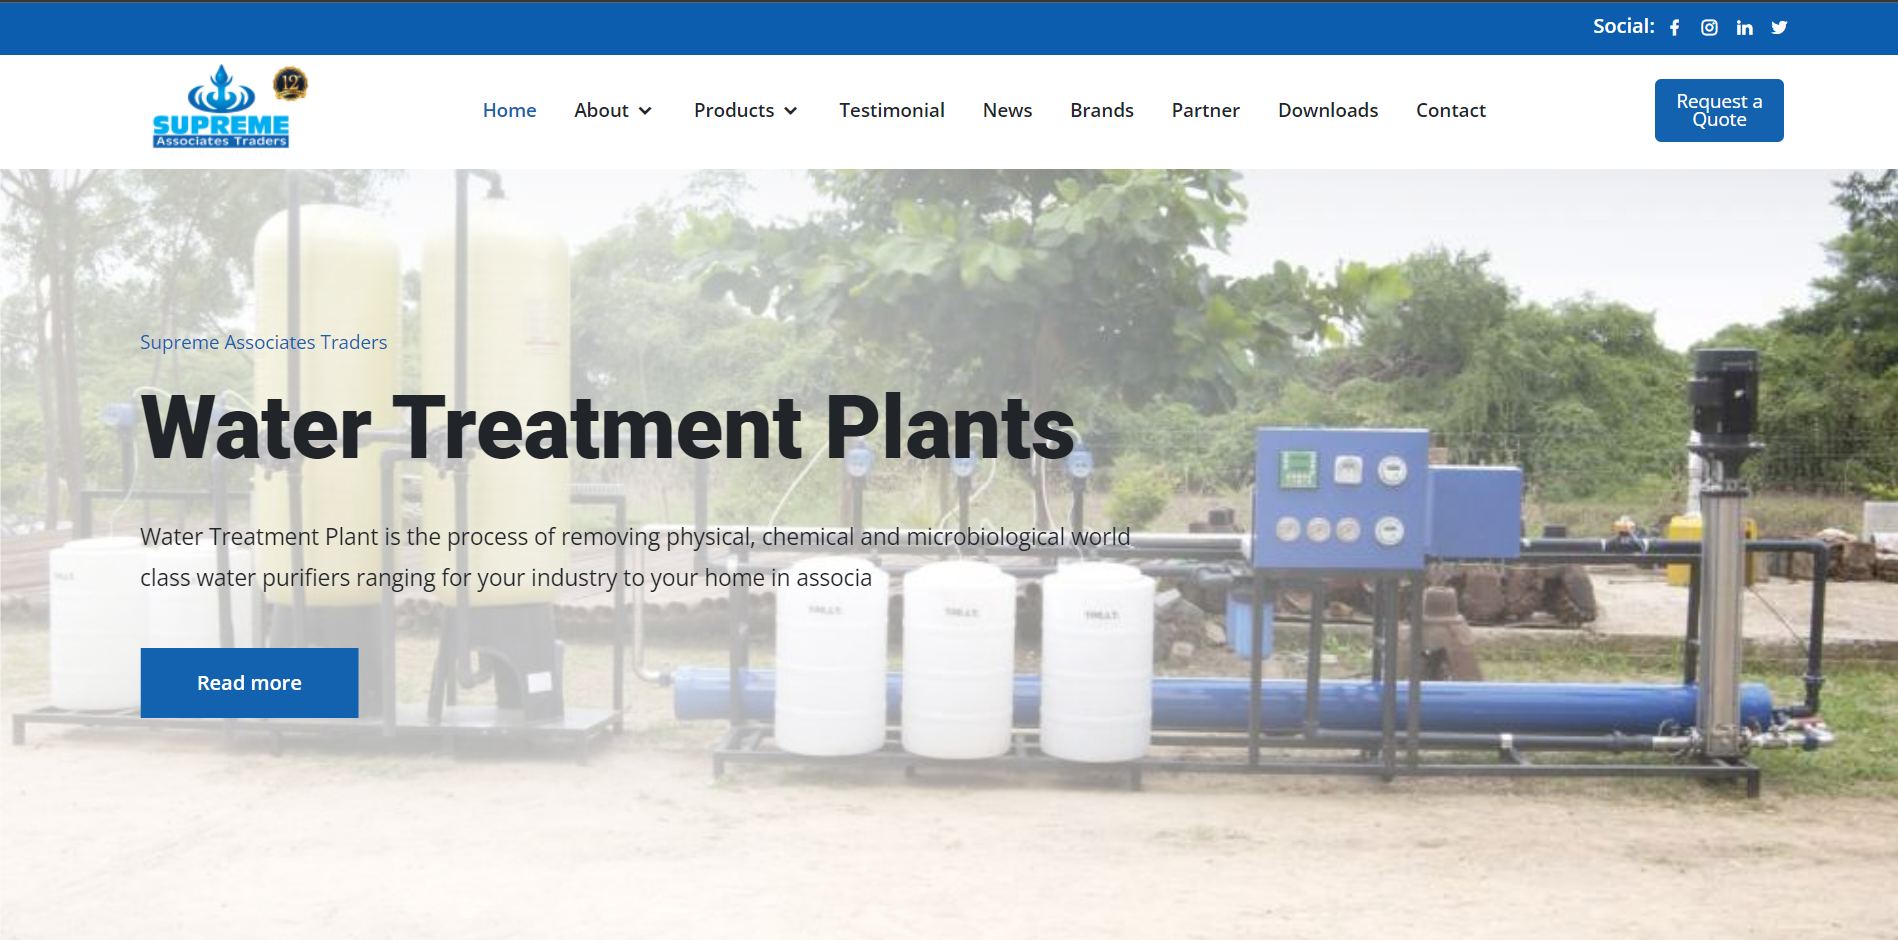 Social:
SUPREME
Associates Traders
12
Home About Products Testimonial News Brands Partner Downloads Contact
Request a
Quote
Supreme Associates Traders
Water Treatment Plants
Water Treatment Plant is the process of removing physical, chemical and microbiological world
class water purifiers ranging for your industry to your home in associa
Read more